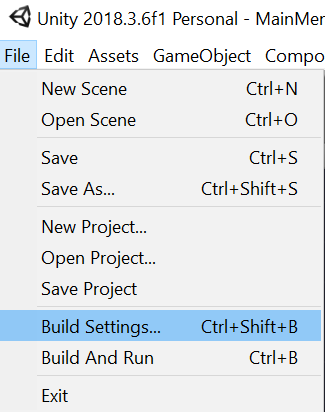 Unity 2018.3.6f1 Personal - MainMen
File Edit Assets GameObject Compo
New Scene Ctrl+N
Open Scene Ctrl+O
Save Ctrl+S
Save As... Ctrl+Shift+S
New Project...
Open Project...
Save Project
Build Settings... Ctrl+Shift+B
Build And Run Ctrl+B
Exit